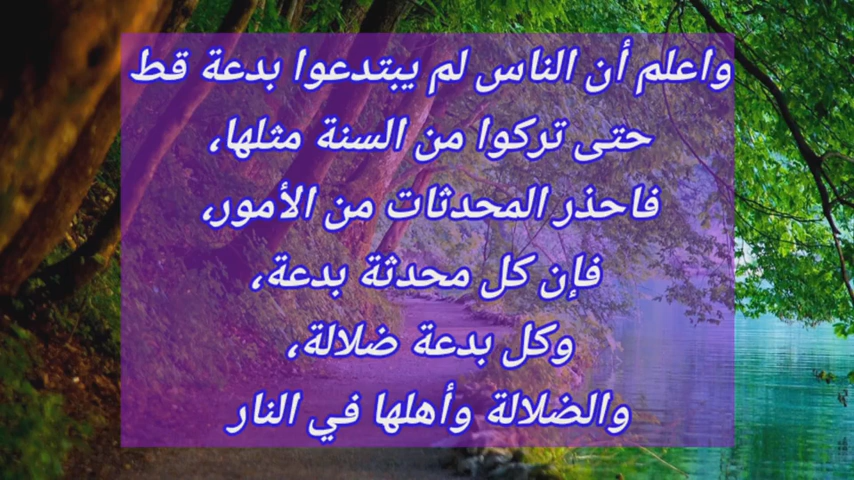 واعلم أن الناس لم يبتدعوا بدعة قط
حتى تركوا من السنة مثلها،
فاحذر المحدثات من الأمور،
فإن كل محدثة بدعة،
وكل بدعة ضلالة،
والضلالة وأهلها في النار